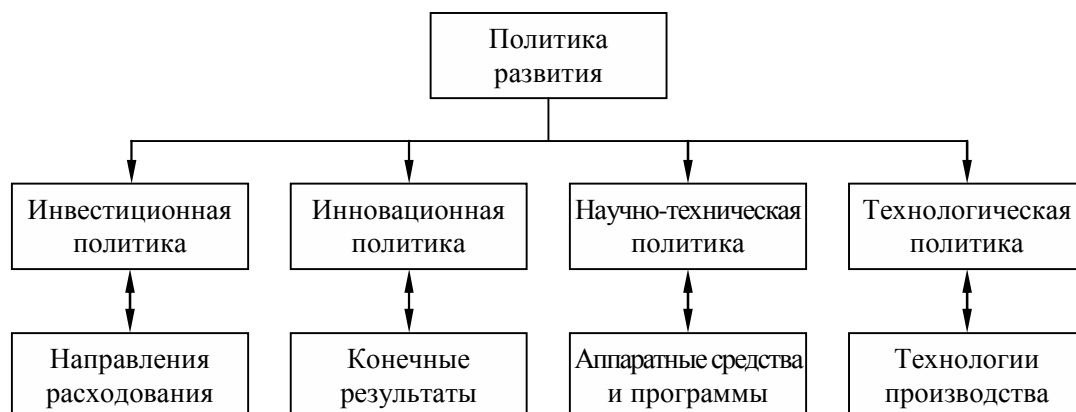 Политика
развития
Инвестиционная
политика
Инновационная
политика
Научно-техническая
политика
Технологическая
политика
Направления
расходования
Конечные
результаты
Аппаратные средства
и программы
Технологии
производства